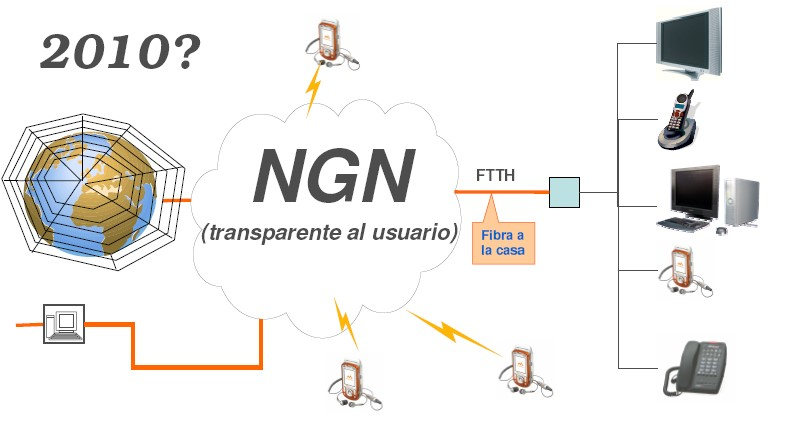 2010?
NGN
(transparente al usuario)
FTTH
Fibra a
la casa